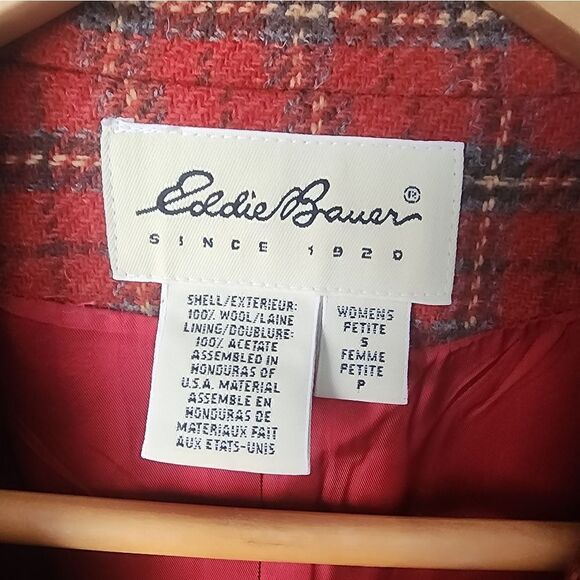 Eddie Bauer®
SINCE 1920
SHELL/EXTERIEUR:
100% WOOL/LAINE
LINING/DOUBLURE:
100% ACETATE
ASSEMBLED IN
HONDURAS OF
U.S.A. MATERIAL
ASSEMBLE EN
HONDURAS DE
MATERIAUX FAIT
AUX ETATS-UNIS
WOMENS
PETITE
S
FEMME
PETITE
P